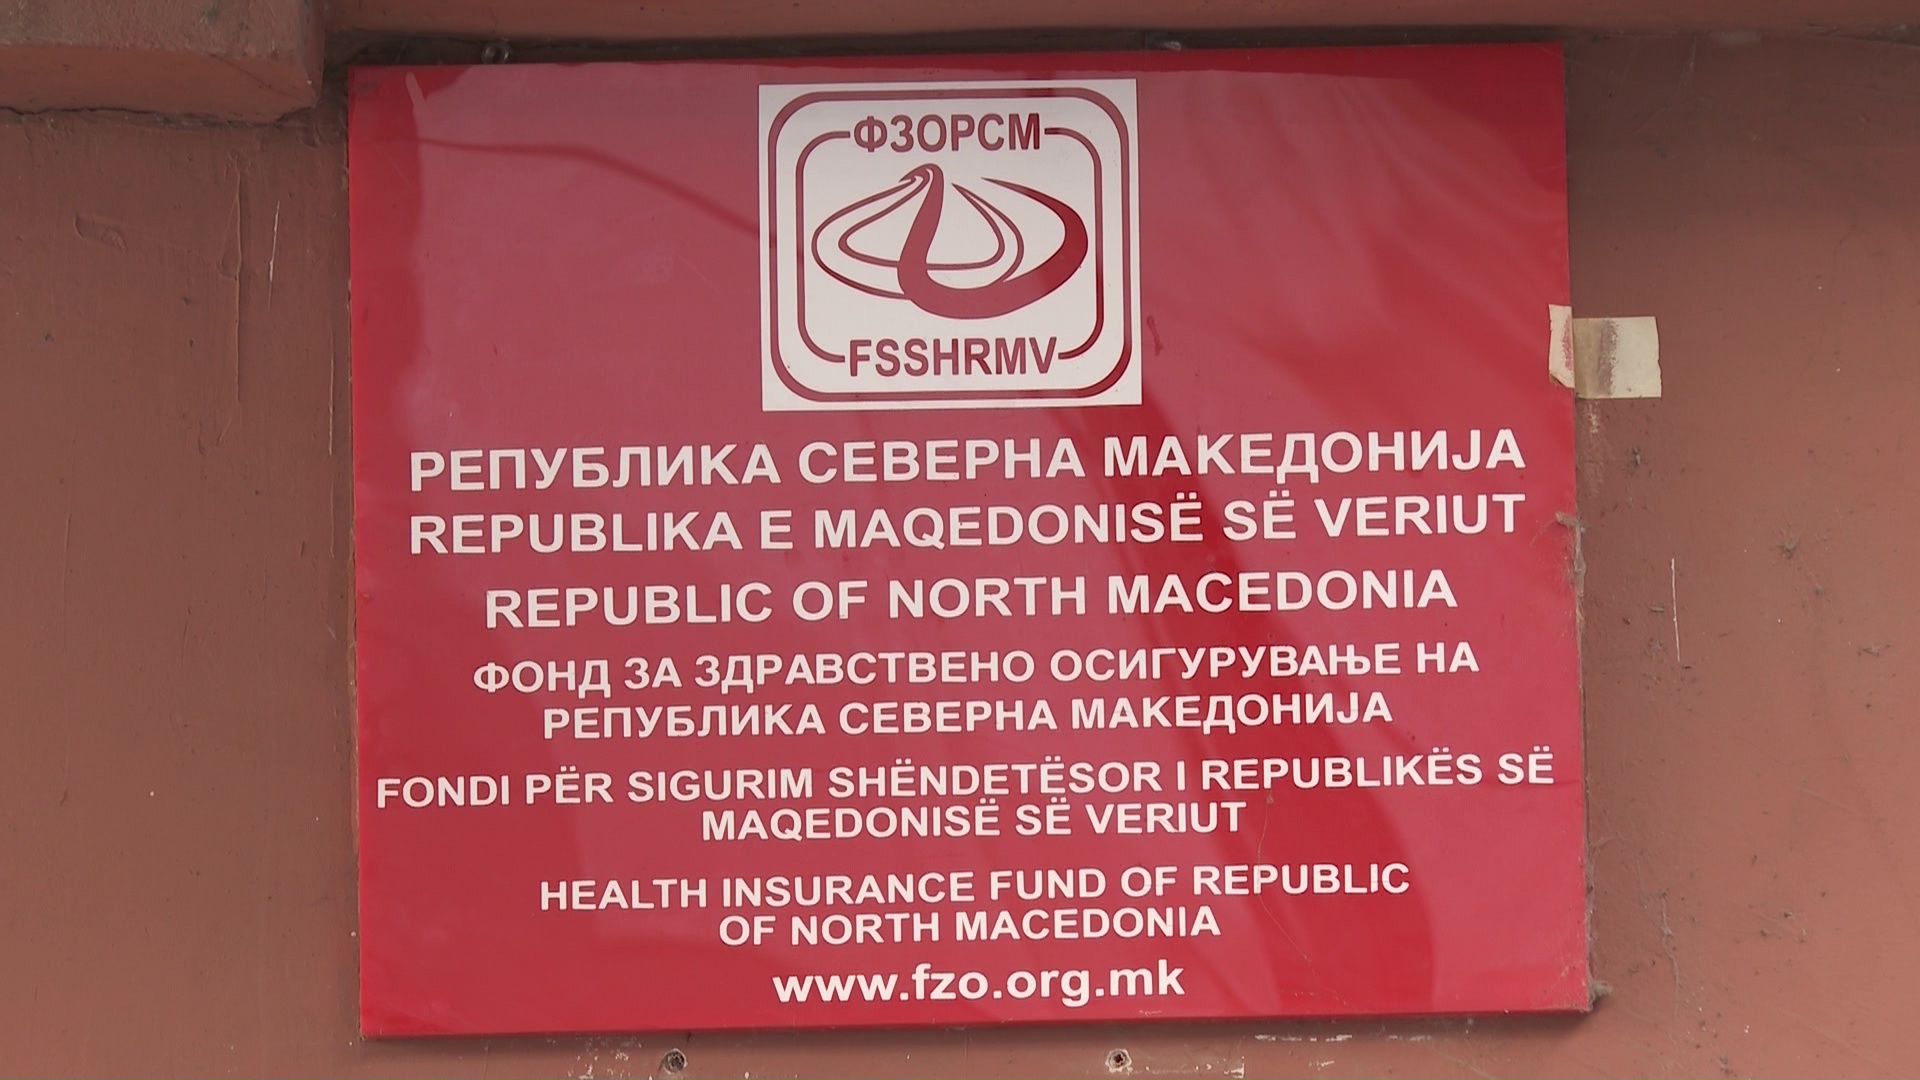 ФЗОРСМ
FSSHRMV
РЕПУБЛИКА СЕВЕРНА МАКЕДОНИЈА
REPUBLIKA E MAQEDONISË SË VERIUT
REPUBLIC OF NORTH MACEDONIA
ФОНД ЗА ЗДРАВСТВЕНО ОСИГУРУВАЊЕ НА
РЕПУБЛИКА СЕВЕРНА МАКЕДОНИЈА
FONDI PËR SIGURIM SHËNDETËSOR I REPUBLIKËS SË
MAQEDONISË SË VERIUT
HEALTH INSURANCE FUND OF REPUBLIC
OF NORTH MACEDONIA
www.fzo.org.mk